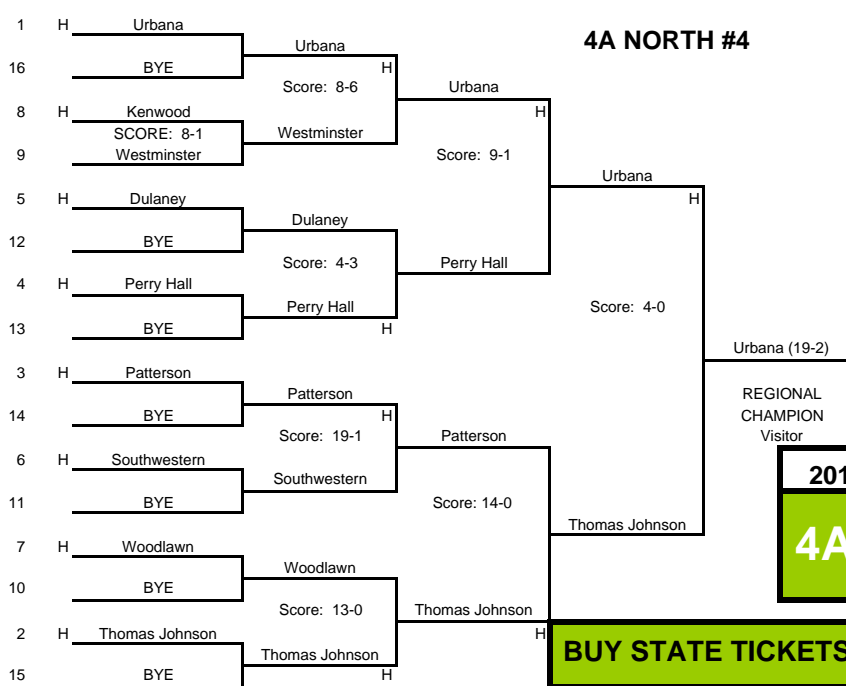 4A NORTH #4
1 H Urbana
16 BYE
Urbana
H
Score: 8-6
8 H Kenwood
SCORE: 8-1
9 Westminster
Westminster
Urbana
H
Score: 9-1
5 H Dulaney
12 BYE
Dulaney
Score: 4-3
4 H Perry Hall
13 BYE
Perry Hall
H
Perry Hall
Urbana
H
Score: 4-0
3 H Patterson
14 BYE
Patterson
H
Score: 19-1
6 H Southwestern
11 BYE
Southwestern
Patterson
Score: 14-0
7 H Woodlawn
10 BYE
Woodlawn
Score: 13-0
2 H Thomas Johnson
15 BYE
Thomas Johnson
H
Thomas Johnson
H
Thomas Johnson
Urbana (19-2)
REGIONAL
CHAMPION
Visitor
201
4A
BUY STATE TICKETS